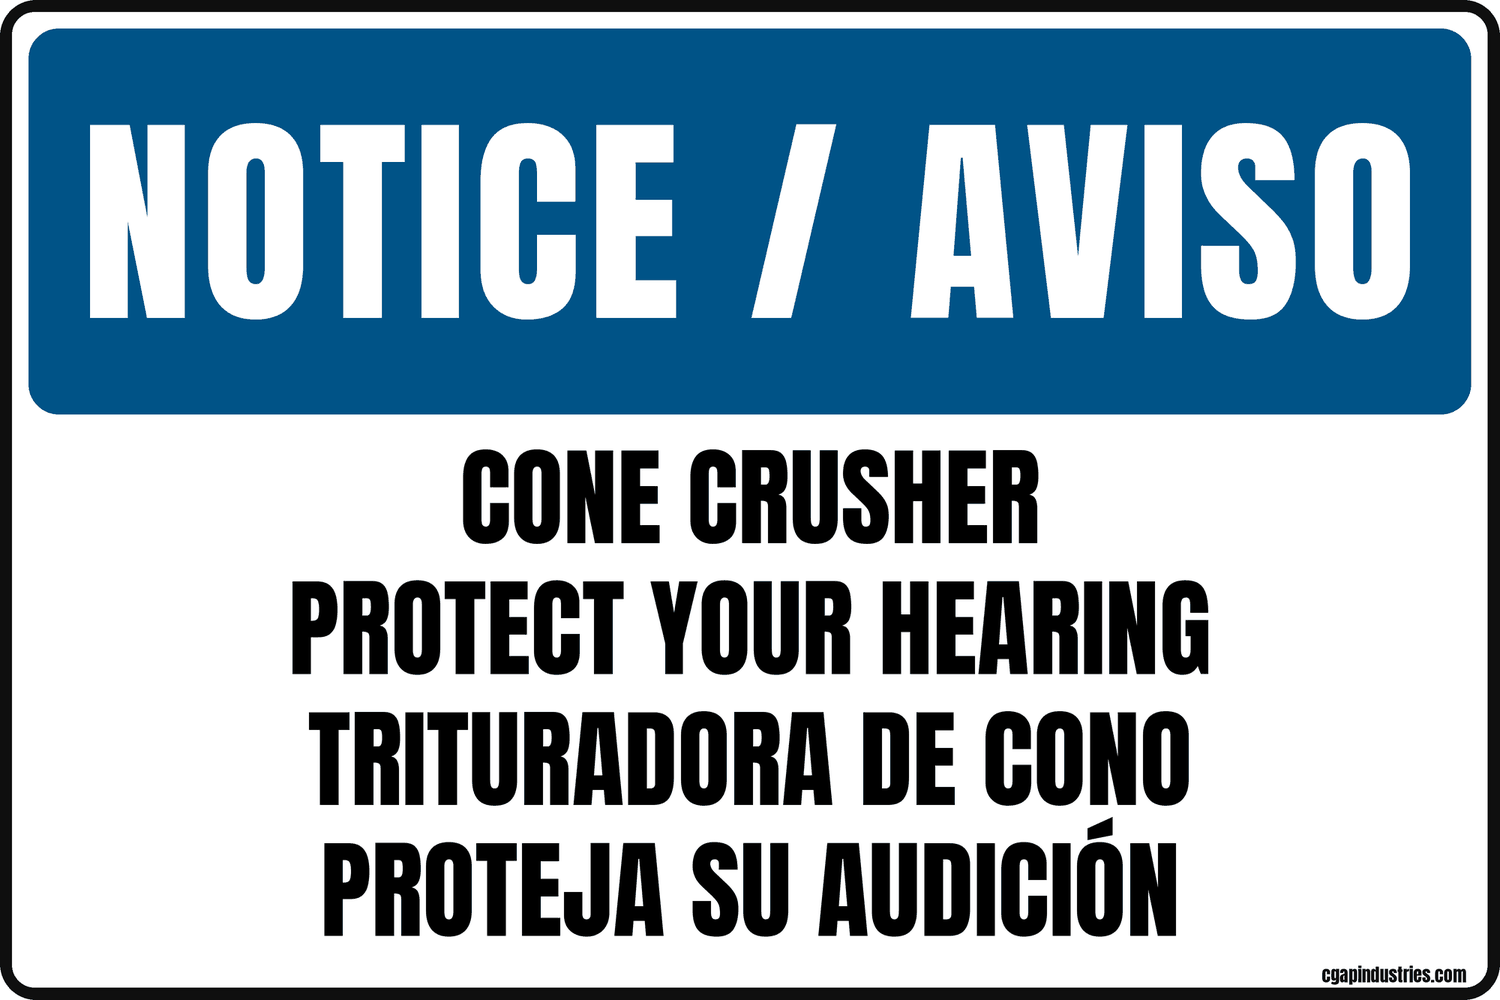 NOTICE / AVISO
CONE CRUSHER
PROTECT YOUR HEARING
TRITURADORA DE CONO
PROTEJA SU AUDICIÓN
cgapindustries.com